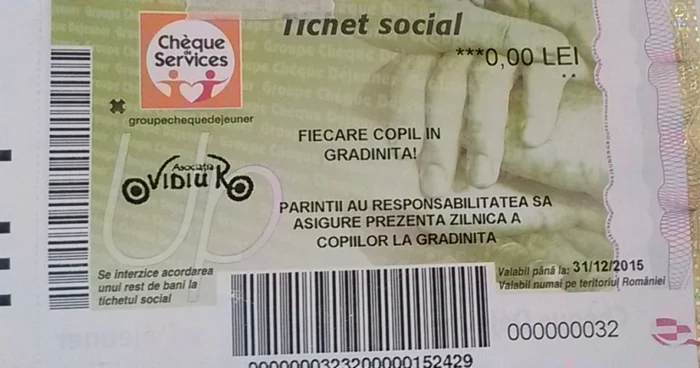 Tichet social
***0,00 LEI
Chèque
de
Services
groupechequedejeuner
FIECARE COPIL IN
GRADINITA!
Asociatia
OVIDIU RO
PARINTII AU RESPONSABILITATEA SA
ASIGURE PREZENTA ZILNICA A
COPIILOR LA GRADINITA
Se interzice acordarea
unui rest de bani la
tichetul social
Valabil până la: 31/12/2015
Valabil numai pe teritoriul României
000000032
0000000323200000152429